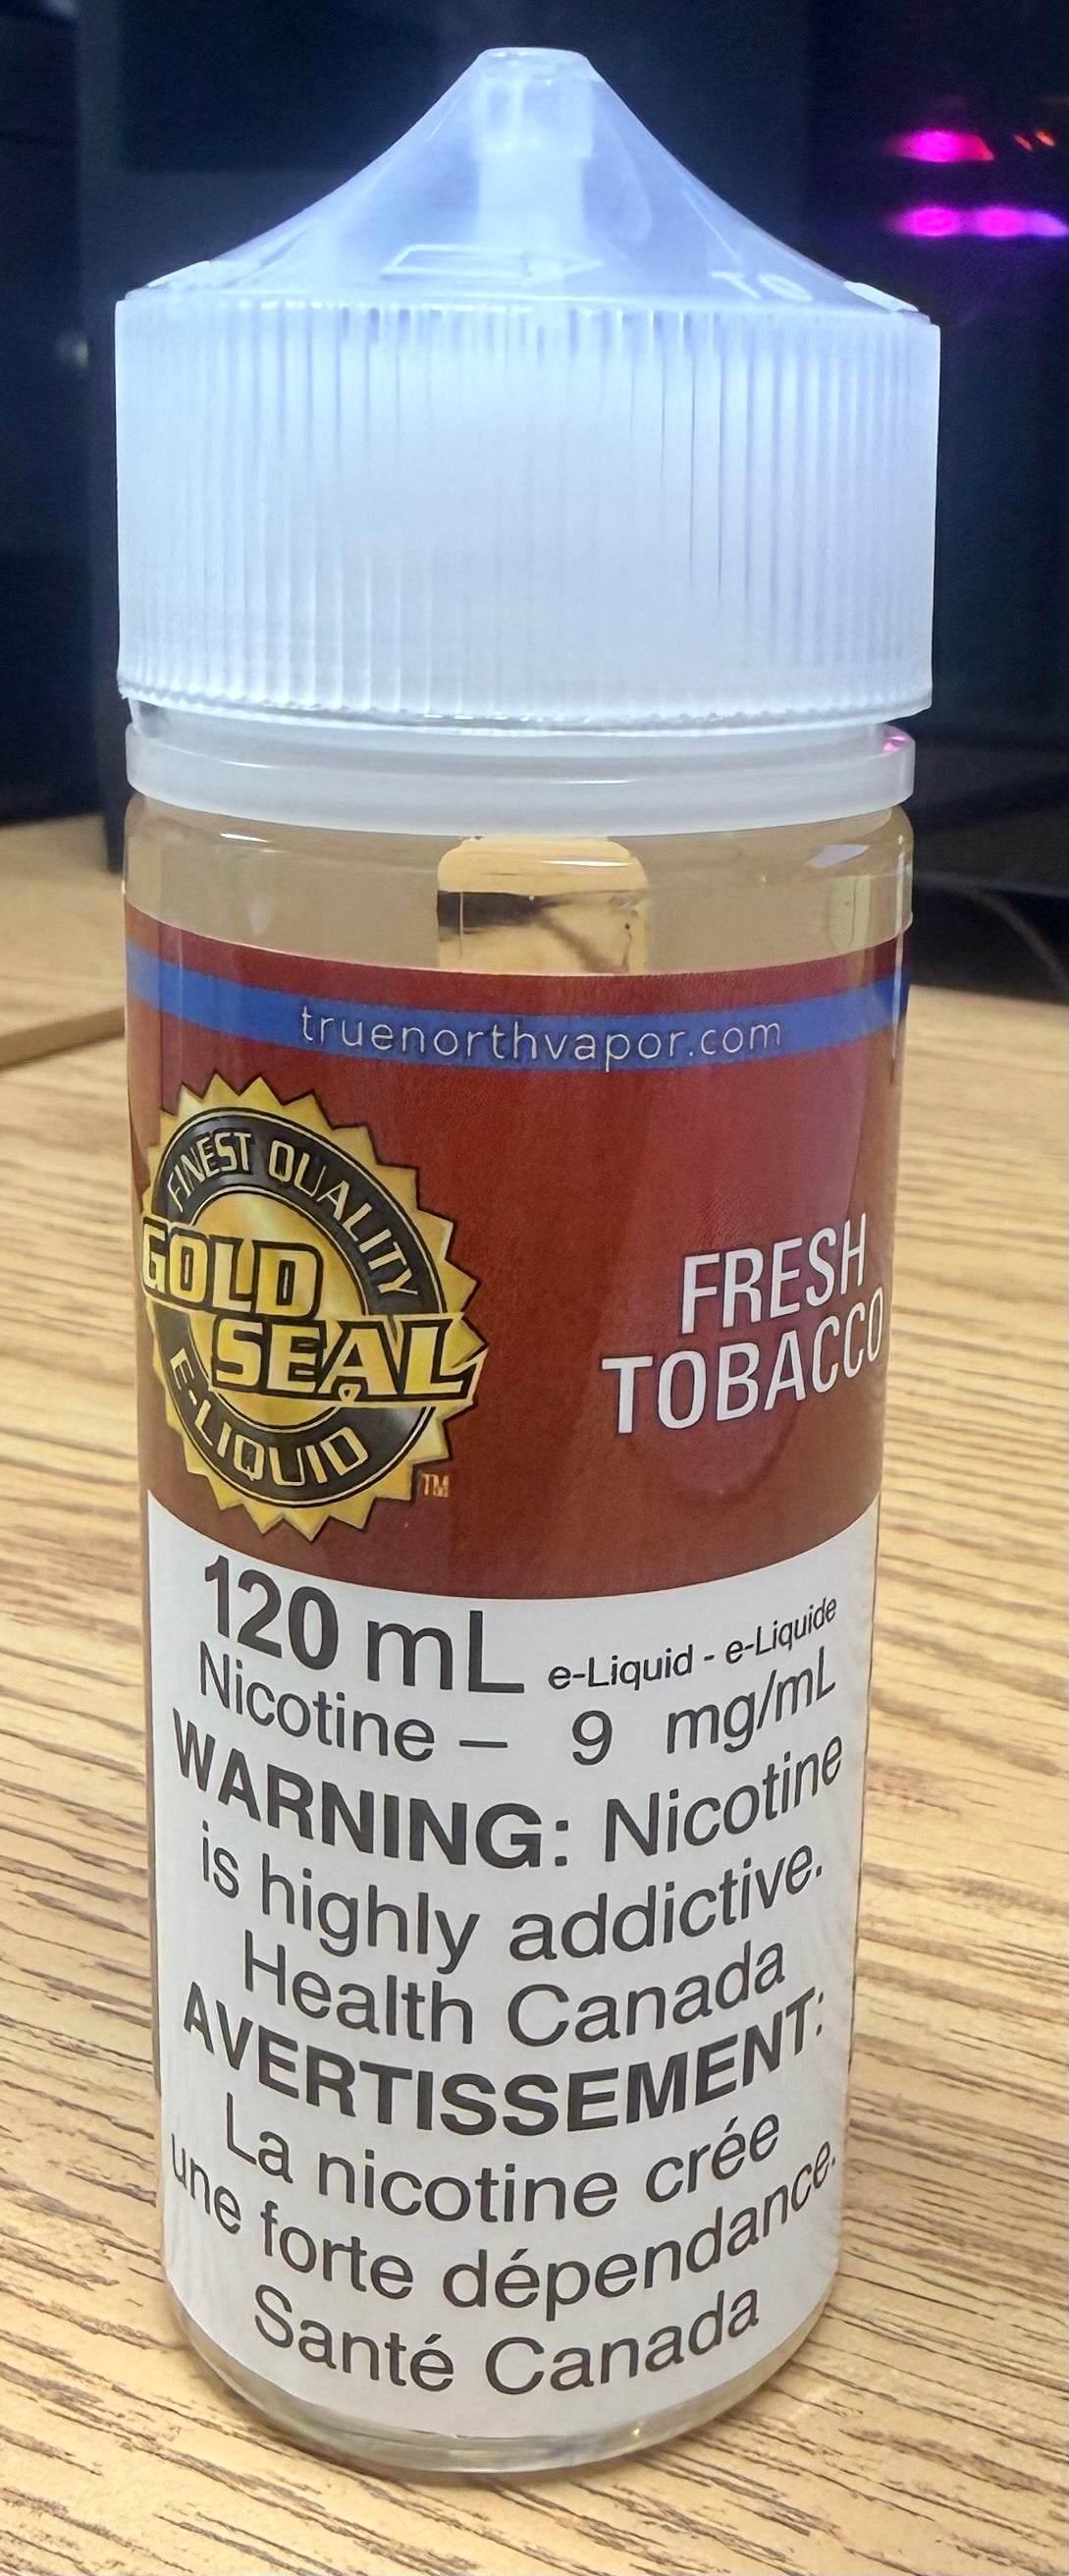 TO
truenorthvapor.com
FINEST QUALITY
GOLD
SEAL
E-LIQUID
TM
FRESH
TOBACCO
120 mL e-Liquid - e-Liquide
Nicotine – 9 mg/mL
WARNING: Nicotine
is highly addictive.
Health Canada
AVERTISSEMENT:
La nicotine crée
une forte dépendance.
Santé Canada